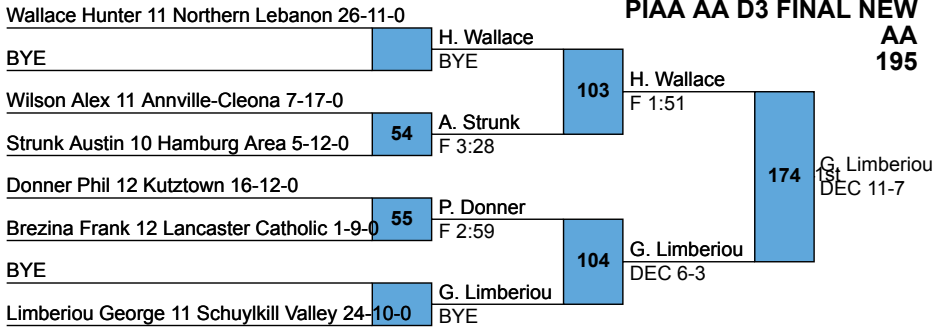 PIAA AA D3 FINAL NEW
AA
195
Wallace Hunter 11 Northern Lebanon 26-11-0
BYE
H. Wallace
BYE
Wilson Alex 11 Annville-Cleona 7-17-0
Strunk Austin 10 Hamburg Area 5-12-0
54
A. Strunk
F 3:28
103
H. Wallace
F 1:51
Donner Phil 12 Kutztown 16-12-0
Brezina Frank 12 Lancaster Catholic 1-9-0
55
P. Donner
F 2:59
BYE
Limberiou George 11 Schuylkill Valley 24-10-0
G. Limberiou
BYE
104
G. Limberiou
DEC 6-3
174
1st
G. Limberiou
DEC 11-7